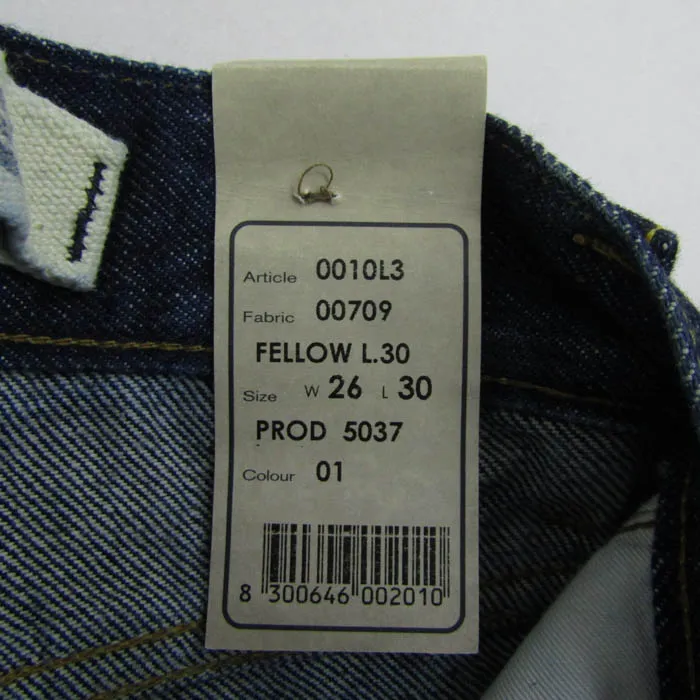 Article 0010L3
Fabric 00709
FELLOW L.30
Size W 26 L 30
PROD 5037
Colour 01
8 300646 002010